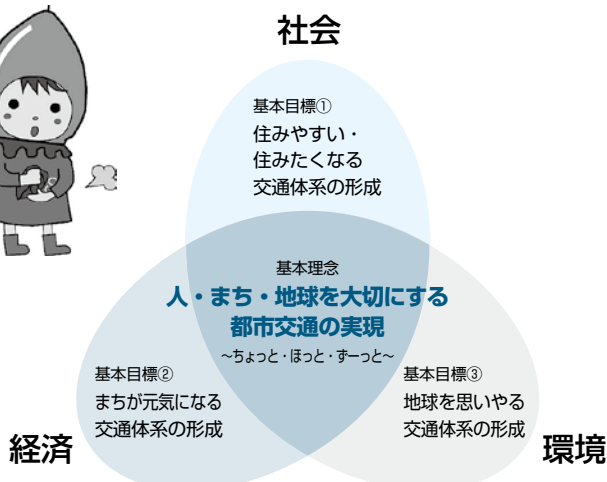 社会
基本目標①
住みやすい・
住みたくなる
交通体系の形成
基本理念
人・まち・地球を大切にする
都市交通の実現
～ちょっと・ほっと・ずーっと～
基本目標②
まちが元気になる
交通体系の形成
経済
基本目標③
地球を思いやる
交通体系の形成
環境